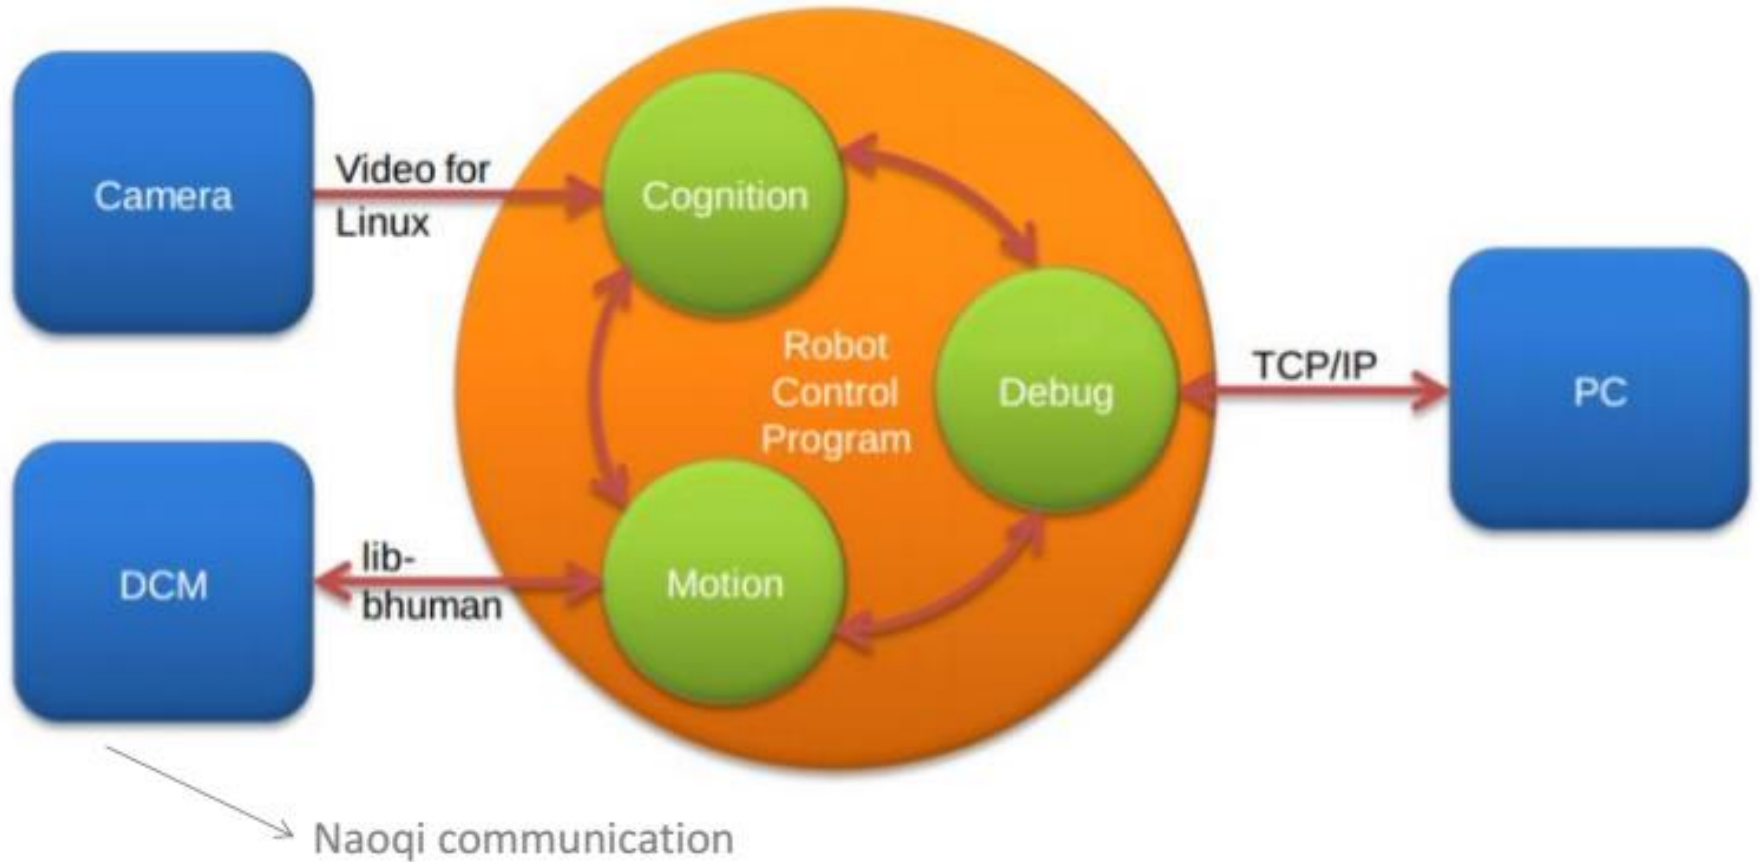 Camera
Video for
Linux
Cognition
Robot
Control
Program
Debug
TCP/IP
PC
DCM
lib-
bhuman
Motion
Naoqi communication